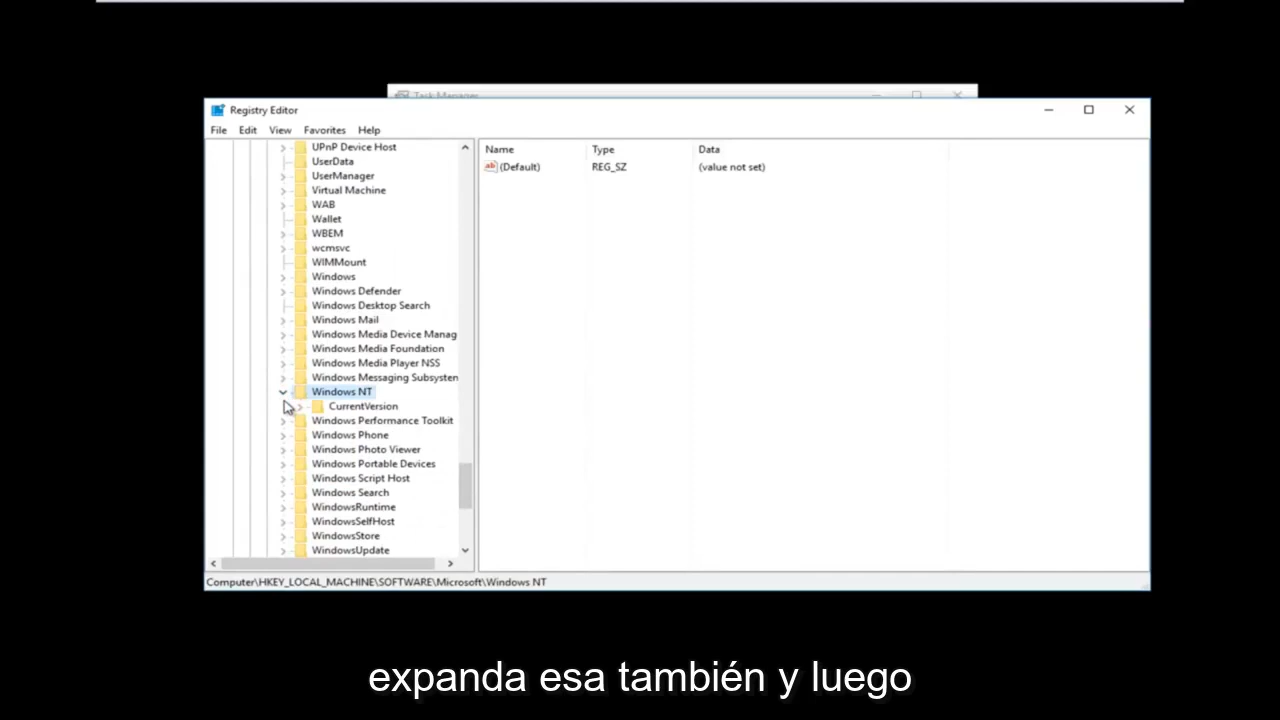 Task Manager
Registry Editor
File Edit View Favorites Help
Name Type Data
(Default) REG_SZ (value not set)
UPnP Device Host
UserData
UserManager
Virtual Machine
WAB
Wallet
WBEM
wcmsvc
WIMMount
Windows
Windows Defender
Windows Desktop Search
Windows Mail
Windows Media Device Manag
Windows Media Foundation
Windows Media Player NSS
Windows Messaging Subsysten
Windows NT
CurrentVersion
Windows Performance Toolkit
Windows Phone
Windows Photo Viewer
Windows Portable Devices
Windows Script Host
Windows Search
WindowsRuntime
WindowsSelfHost
WindowsStore
WindowsUpdate
Computer\HKEY_LOCAL_MACHINE\SOFTWARE\Microsoft\Windows NT
expanda esa también y luego